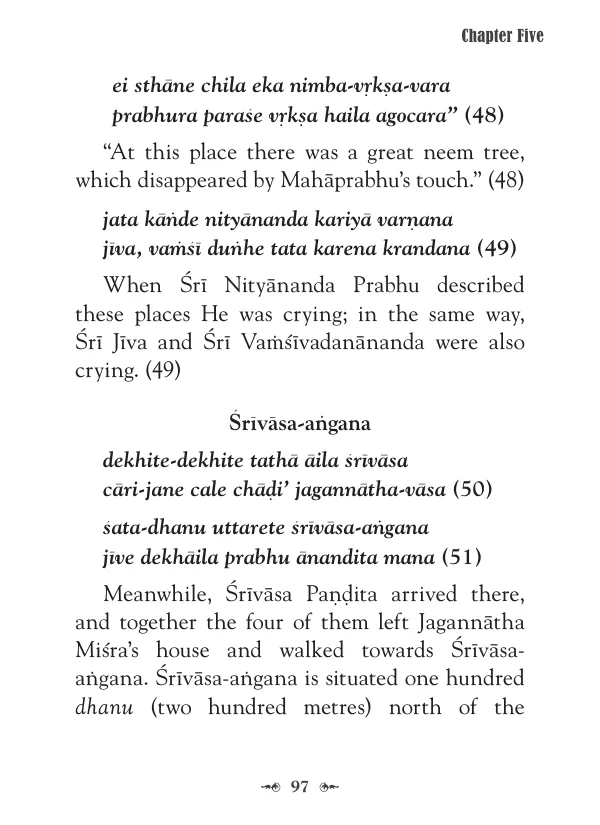 Chapter Five
ei sthāne chila eka nimba-vṛkṣa-vara
prabhura paraśe vṛkṣa haila agocara” (48)
“At this place there was a great neem tree,
which disappeared by Mahāprabhu’s touch.” (48)
jata kāṅde nityānanda kariyā varṇana
jīva, vaṁśī duṅhe tata karena krandana (49)
When Śrī Nityānanda Prabhu described
these places He was crying; in the same way,
Śrī Jīva and Śrī Vaṁśīvadanānanda were also
crying. (49)
Śrīvāsa-aṅgana
dekhite-dekhite tathā āila śrīvāsa
cāri-jane cale chāḍi’ jagannātha-vāsa (50)
śata-dhanu uttarete śrīvāsa-aṅgana
jīve dekhāila prabhu ānandita mana (51)
Meanwhile, Śrīvāsa Paṇḍita arrived there,
and together the four of them left Jagannātha
Miśra’s house and walked towards Śrīvāsa-
aṅgana. Śrīvāsa-aṅgana is situated one hundred
dhanu (two hundred metres) north of the
97